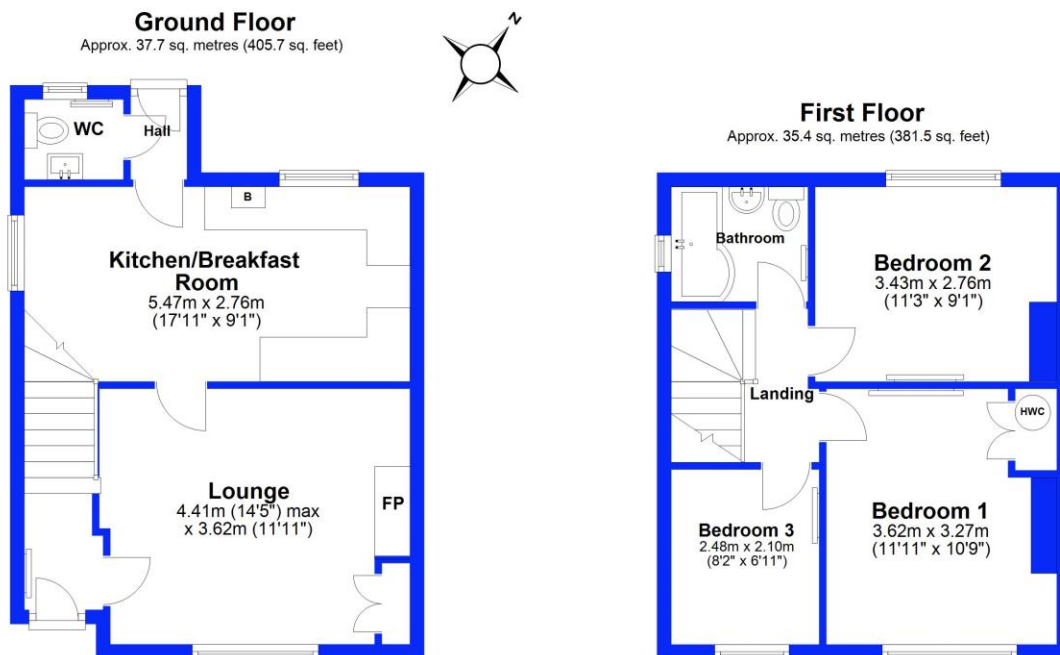 Ground Floor
Approx. 37.7 sq. metres (405.7 sq. feet)
N
WC
Hall
B
Kitchen/Breakfast
Room
5.47m x 2.76m
(17'11" x 9'1")
Lounge
4.41m (14'5") max
x 3.62m (11'11")
FP
First Floor
Approx. 35.4 sq. metres (381.5 sq. feet)
Bathroom
Bedroom 2
3.43m x 2.76m
(11'3" x 9'1")
Landing
HWC
Bedroom 1
3.62m x 3.27m
(11'11" x 10'9")
Bedroom 3
2.48m x 2.10m
(8'2" x 6'11")